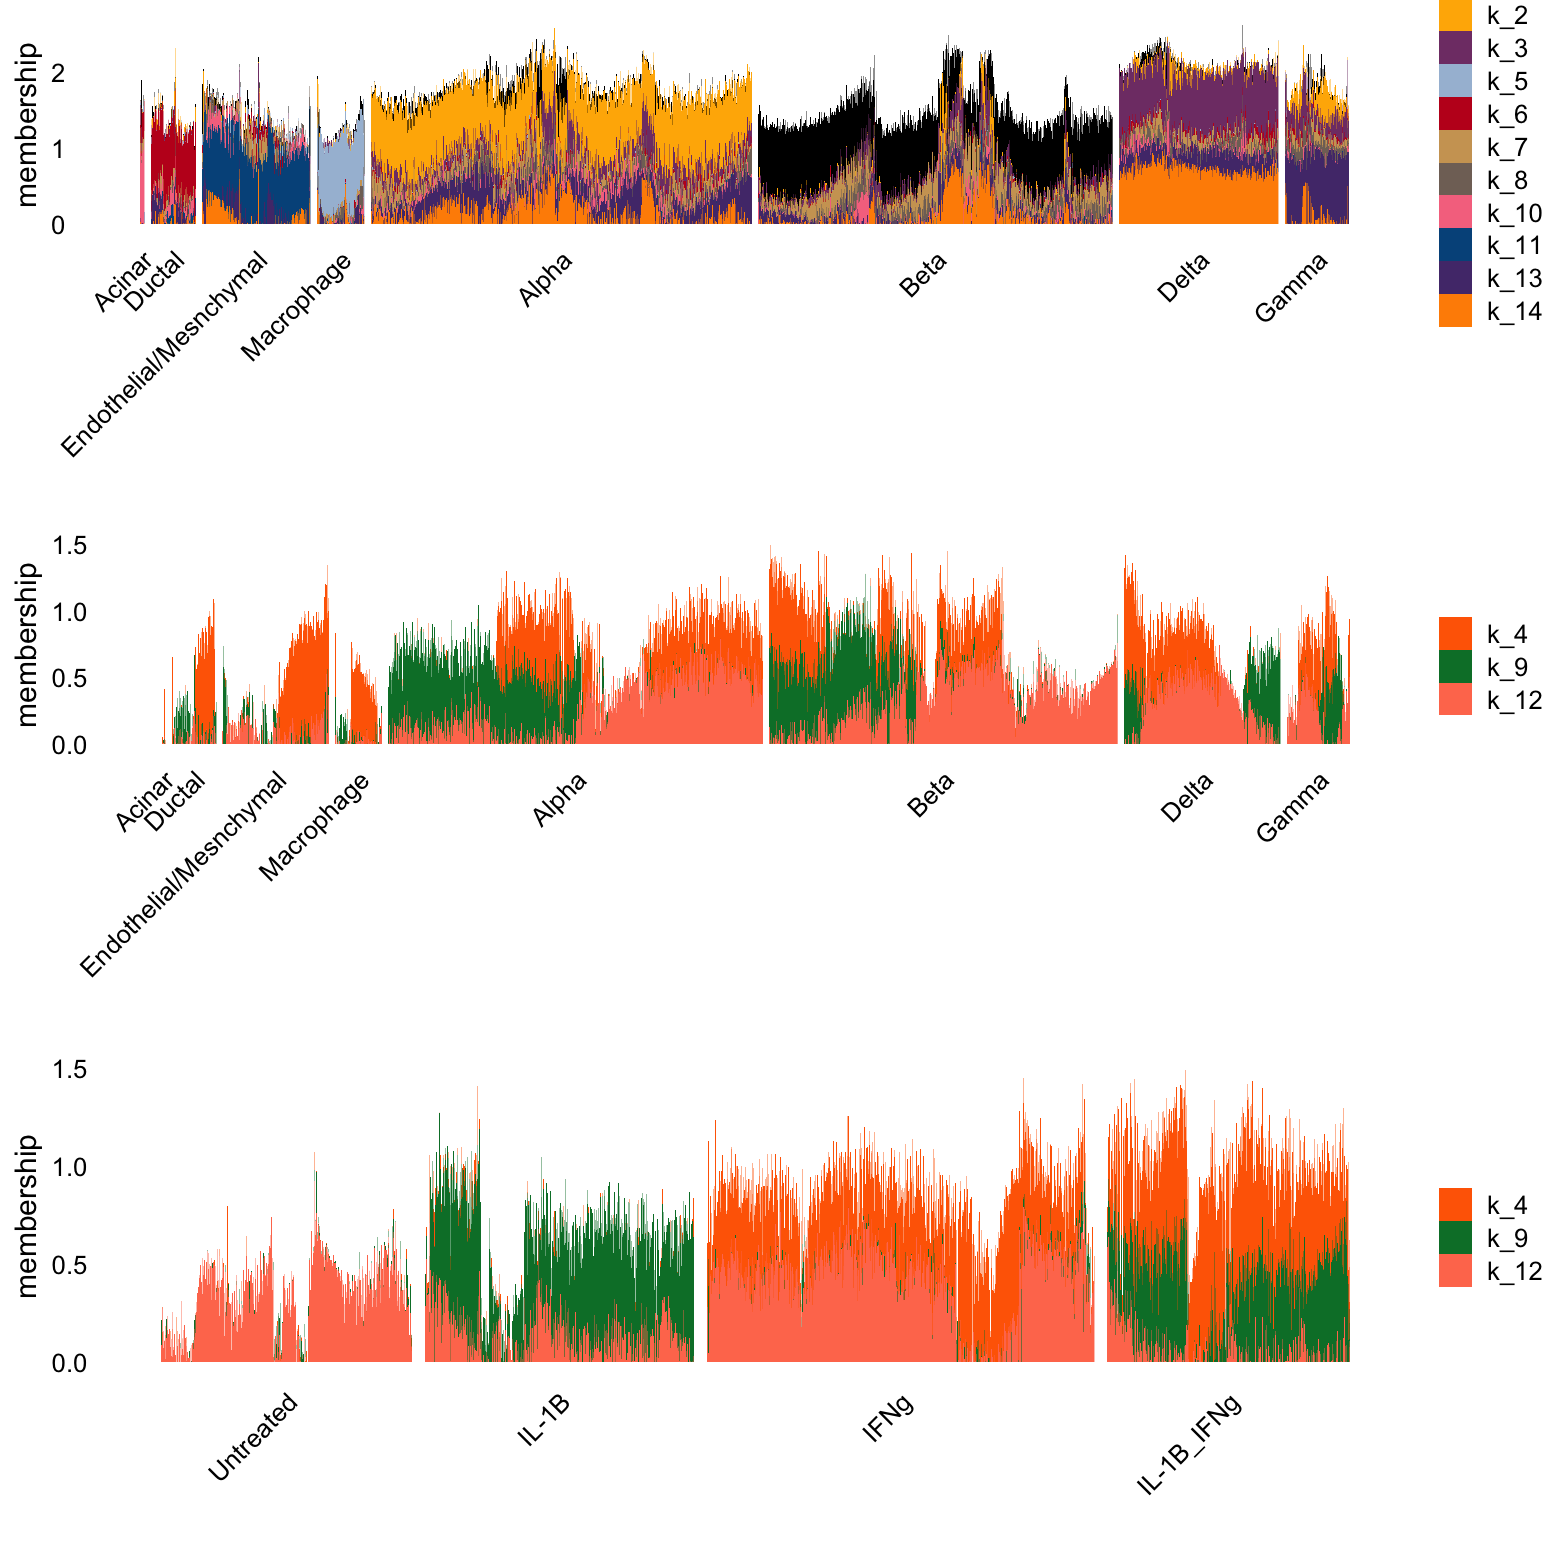 membership
2
1
0
Acinar
Ductal
Endothelial/Mesnchymal
Macrophage
Alpha
Beta
Delta
Gamma
k_2
k_3
k_5
k_6
k_7
k_8
k_10
k_11
k_13
k_14
membership
1.5
1.0
0.5
0.0
Acinar
Ductal
Endothelial/Mesnchymal
Macrophage
Alpha
Beta
Delta
Gamma
k_4
k_9
k_12
membership
1.5
1.0
0.5
0.0
Untreated
IL-1B
IFNg
IL-1B_IFNg
k_4
k_9
k_12